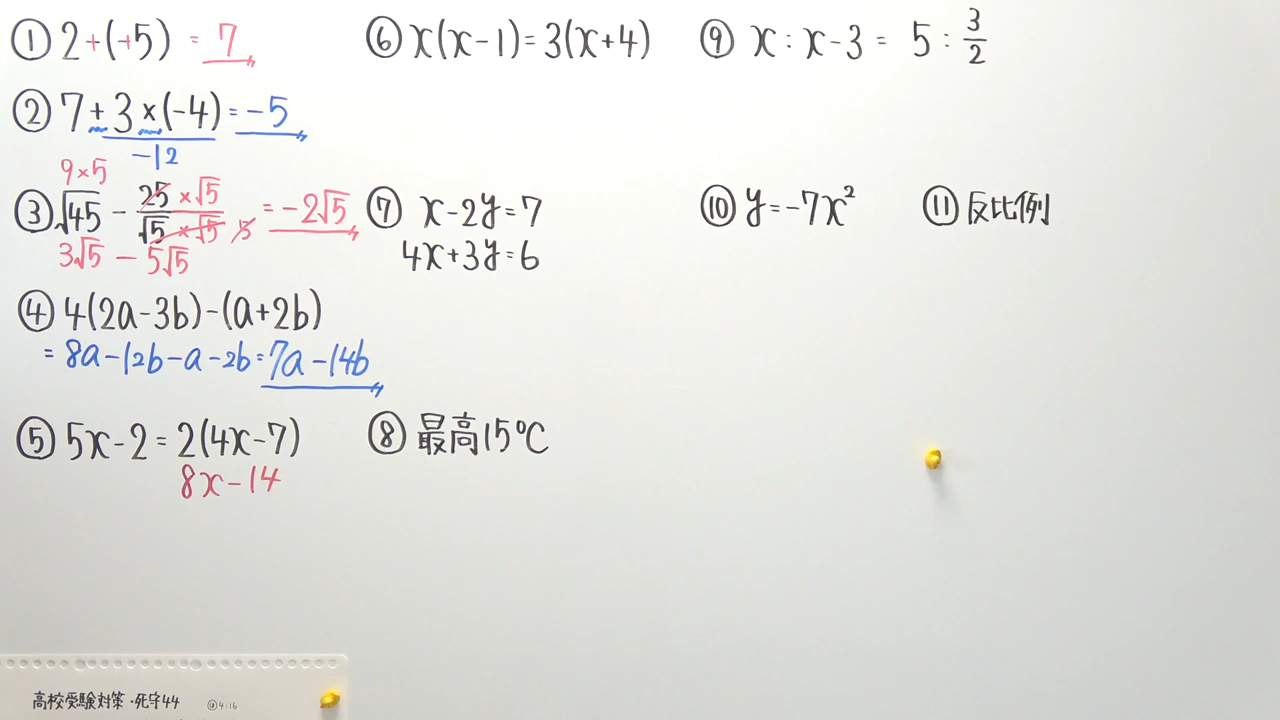 ① 2+(+5) = 7
② 7+3×(-4) = -5
-12
9×5
③ √45 - 25×√5/√5×√5 5 = -2√5
3√5 - 5√5
④ 4(2a-3b)-(a+2b)
= 8a-12b-a-2b = 7a-14b
⑤ 5x-2 = 2(4x-7)
8x-14
⑥ x(x-1) = 3(x+4)
⑦ x-2y=7
4x+3y=6
⑧ 最高15℃
⑨ x : x-3 = 5 : 3/2
⑩ y=-7x²
⑪ 反比例
高校受験対策・死守44